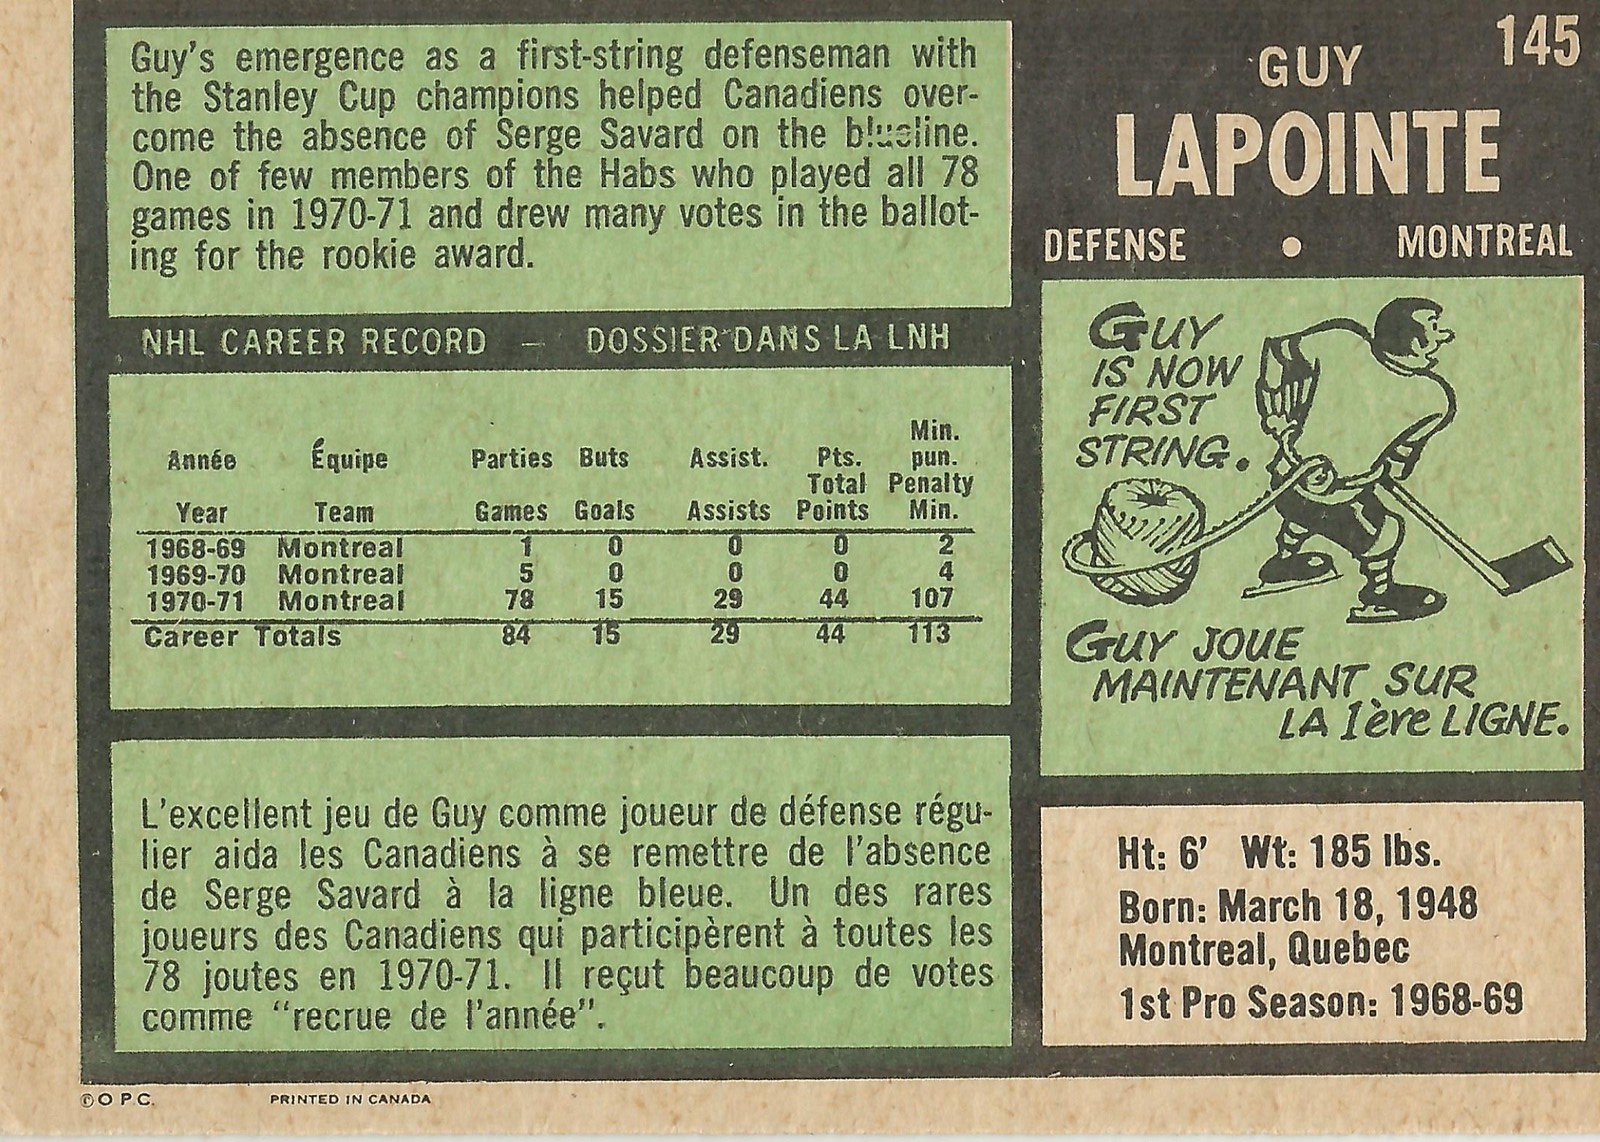 Guy's emergence as a first-string defenseman with
the Stanley Cup champions helped Canadiens over-
come the absence of Serge Savard on the blueline.
One of few members of the Habs who played all 78
games in 1970-71 and drew many votes in the ballot-
ing for the rookie award.
NHL CAREER RECORD — DOSSIER DANS LA LNH
Année Équipe Parties Buts Assist. Pts. Min. pun.
Year Team Games Goals Assists Total Points Penalty Min.
1968-69 Montreal 1 0 0 0 2
1969-70 Montreal 5 0 0 0 4
1970-71 Montreal 78 15 29 44 107
Career Totals 84 15 29 44 113
L'excellent jeu de Guy comme joueur de défense régu-
lier aida les Canadiens à se remettre de l'absence
de Serge Savard à la ligne bleue. Un des rares
joueurs des Canadiens qui participèrent à toutes les
78 joutes en 1970-71. Il reçut beaucoup de votes
comme "recrue de l'année".
145
GUY
LAPOINTE
DEFENSE • MONTREAL
GUY
IS NOW
FIRST
STRING.
GUY JOUE
MAINTENANT SUR
LA 1ère LIGNE.
Ht: 6' Wt: 185 lbs.
Born: March 18, 1948
Montreal, Quebec
1st Pro Season: 1968-69
© O P C. PRINTED IN CANADA